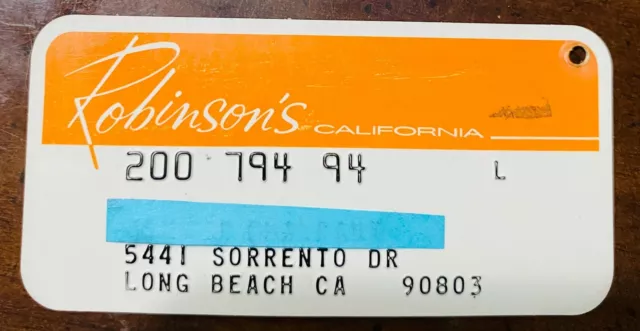 Robinson's CALIFORNIA
200 794 94 L
5441 SORRENTO DR
LONG BEACH CA 90803